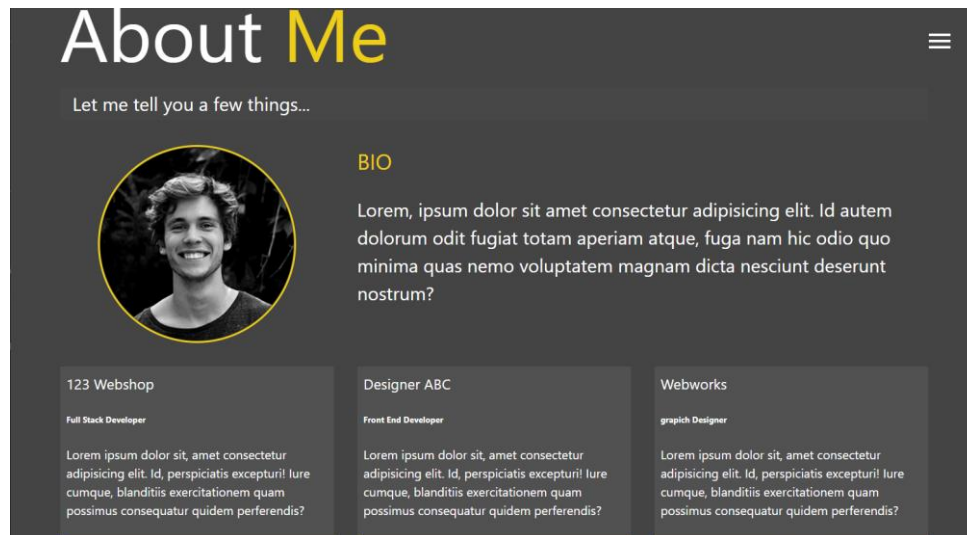 About Me
Let me tell you a few things...
BIO
Lorem, ipsum dolor sit amet consectetur adipisicing elit. Id autem
dolorum odit fugiat totam aperiam atque, fuga nam hic odio quo
minima quas nemo voluptatem magnam dicta nesciunt deserunt
nostrum?
123 Webshop
Full Stack Developer
Lorem ipsum dolor sit, amet consectetur
adipisicing elit. Id, perspiciatis excepturi! Iure
cumque, blanditiis exercitationem quam
possimus consequatur quidem perferendis?
Designer ABC
Front End Developer
Lorem ipsum dolor sit, amet consectetur
adipisicing elit. Id, perspiciatis excepturi! Iure
cumque, blanditiis exercitationem quam
possimus consequatur quidem perferendis?
Webworks
grapich Designer
Lorem ipsum dolor sit, amet consectetur
adipisicing elit. Id, perspiciatis excepturi! Iure
cumque, blanditiis exercitationem quam
possimus consequatur quidem perferendis?